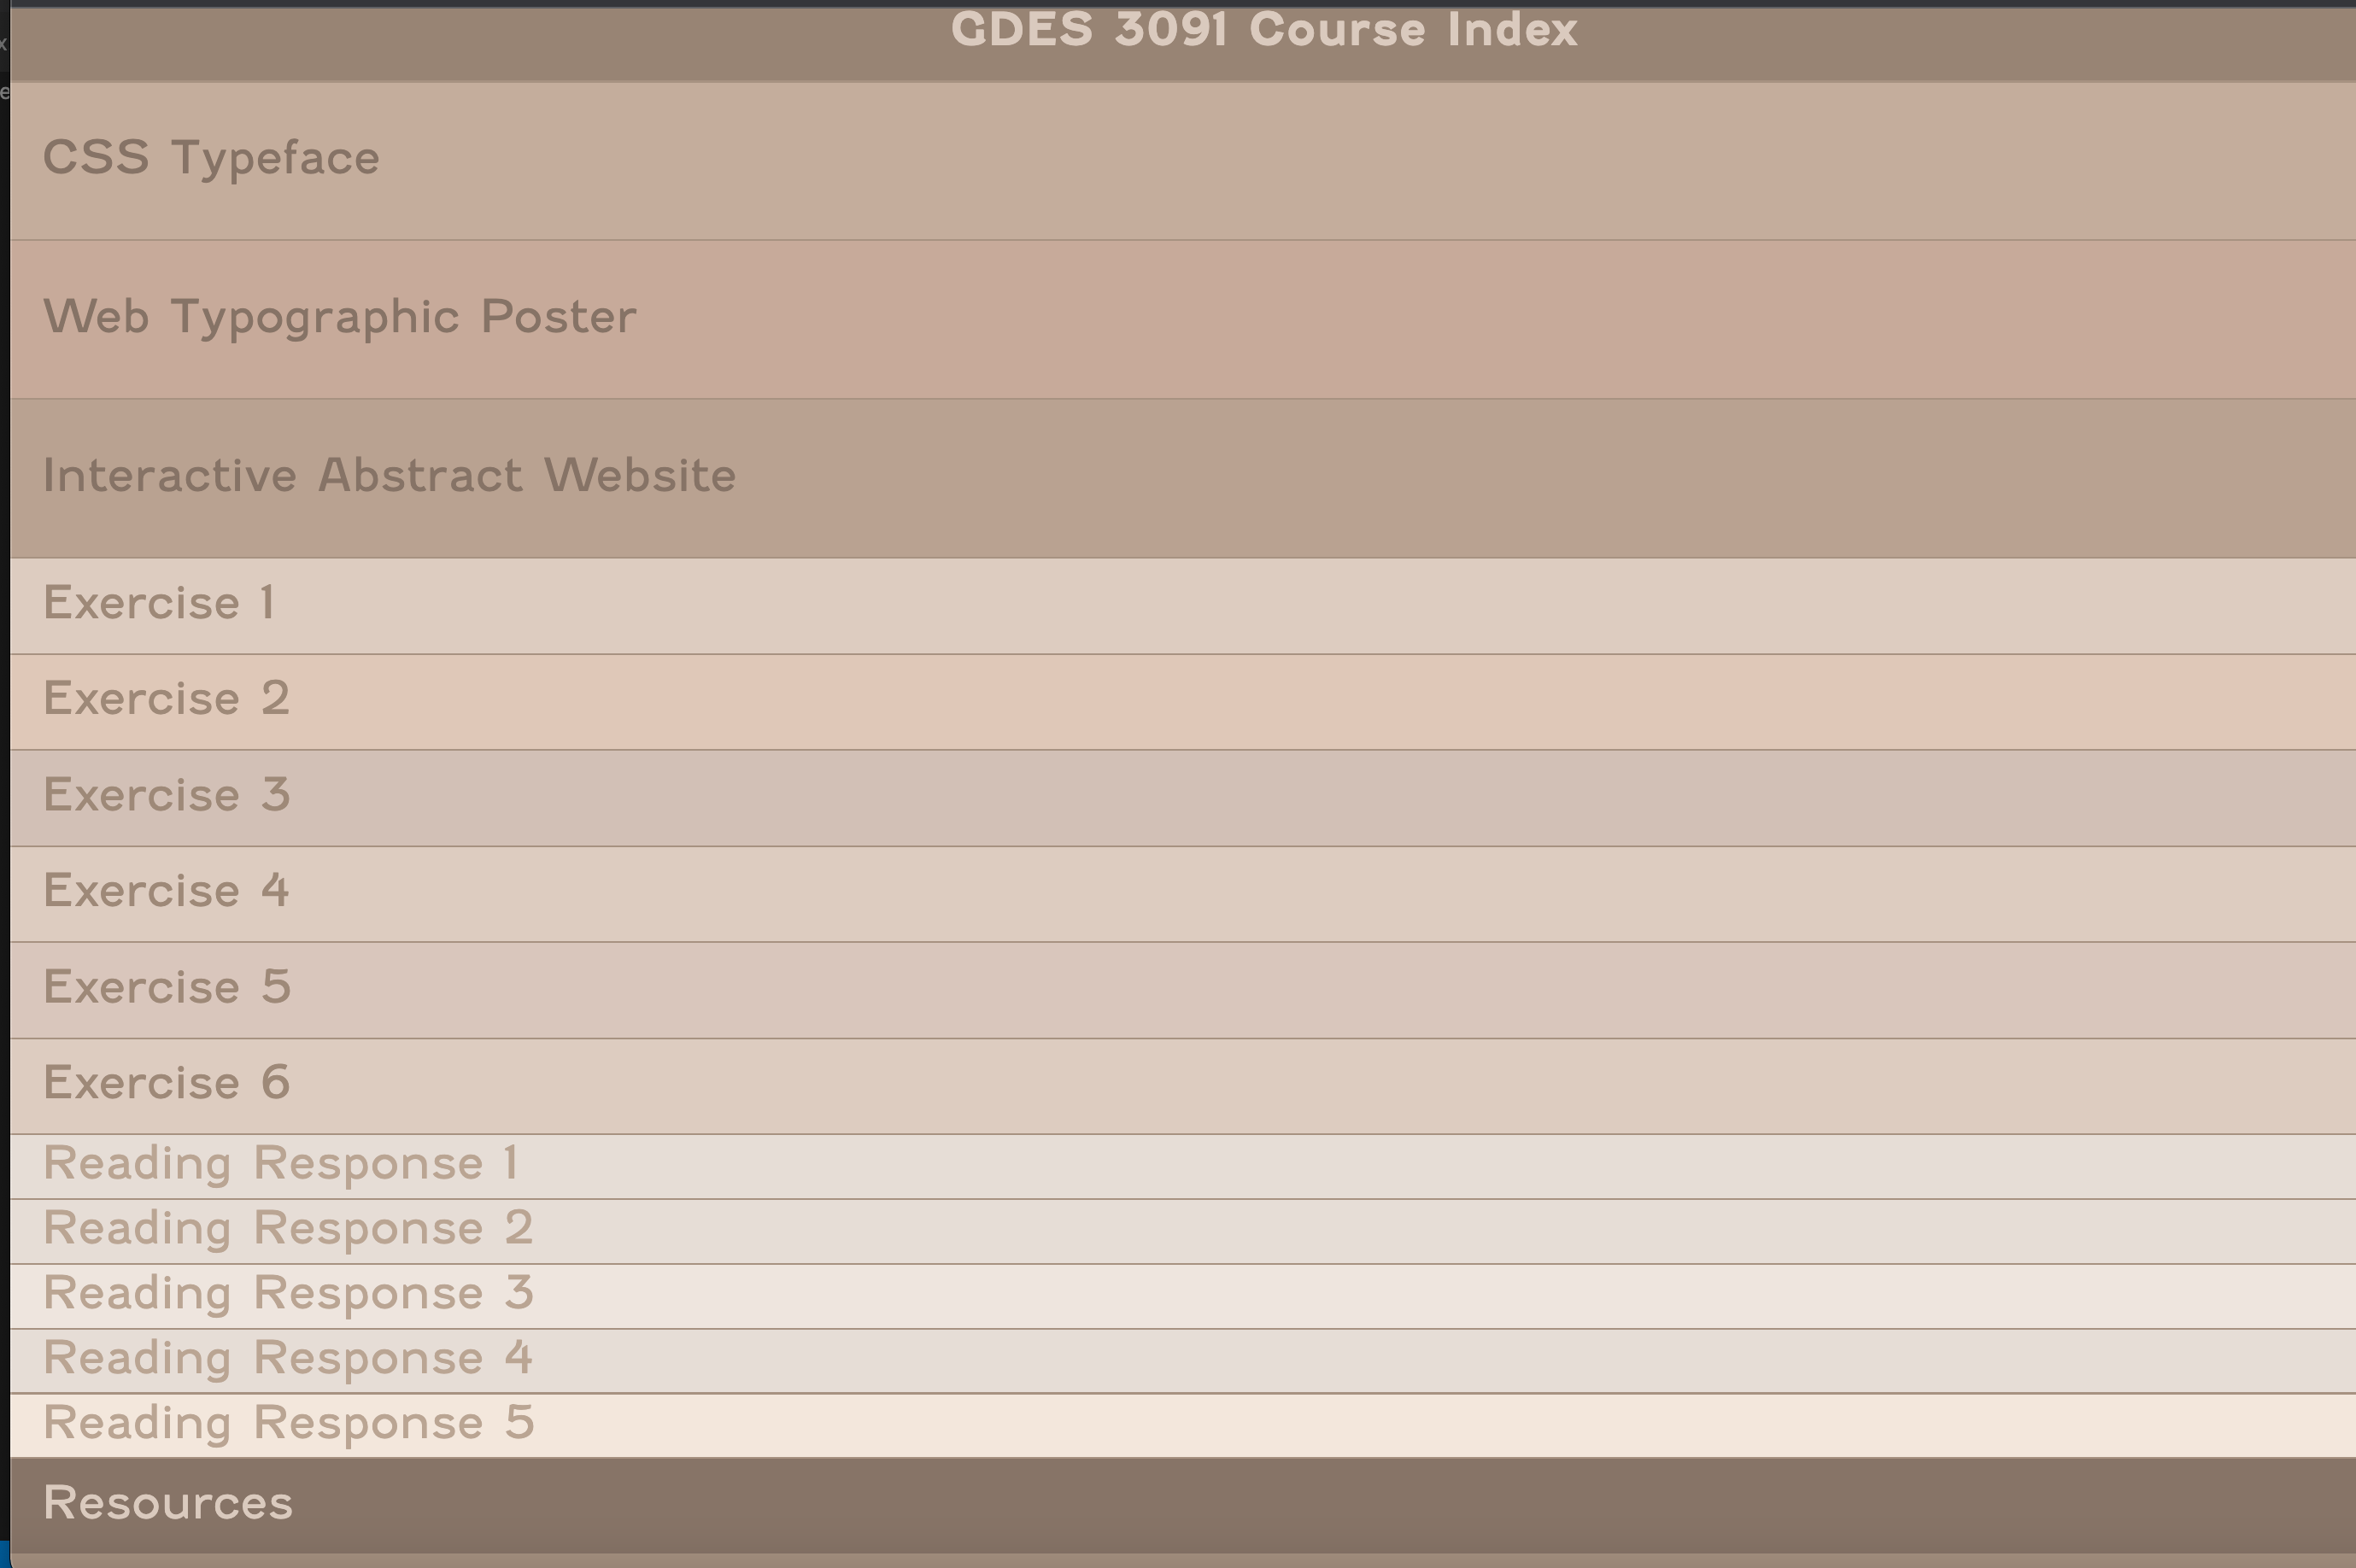 GDES 3091 Course Index
CSS Typeface
Web Typographic Poster
Interactive Abstract Website
Exercise 1
Exercise 2
Exercise 3
Exercise 4
Exercise 5
Exercise 6
Reading Response 1
Reading Response 2
Reading Response 3
Reading Response 4
Reading Response 5
Resources